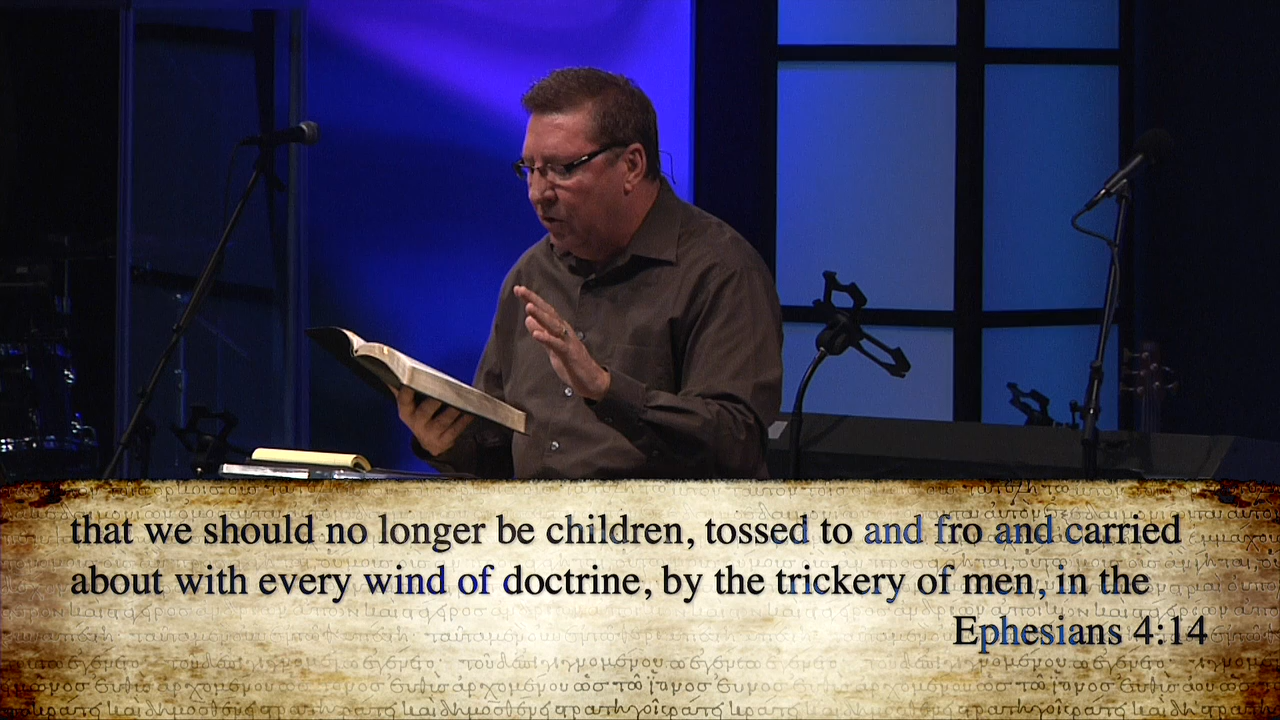 that we should no longer be children, tossed to and fro and carried
about with every wind of doctrine, by the trickery of men, in the
Ephesians 4:14